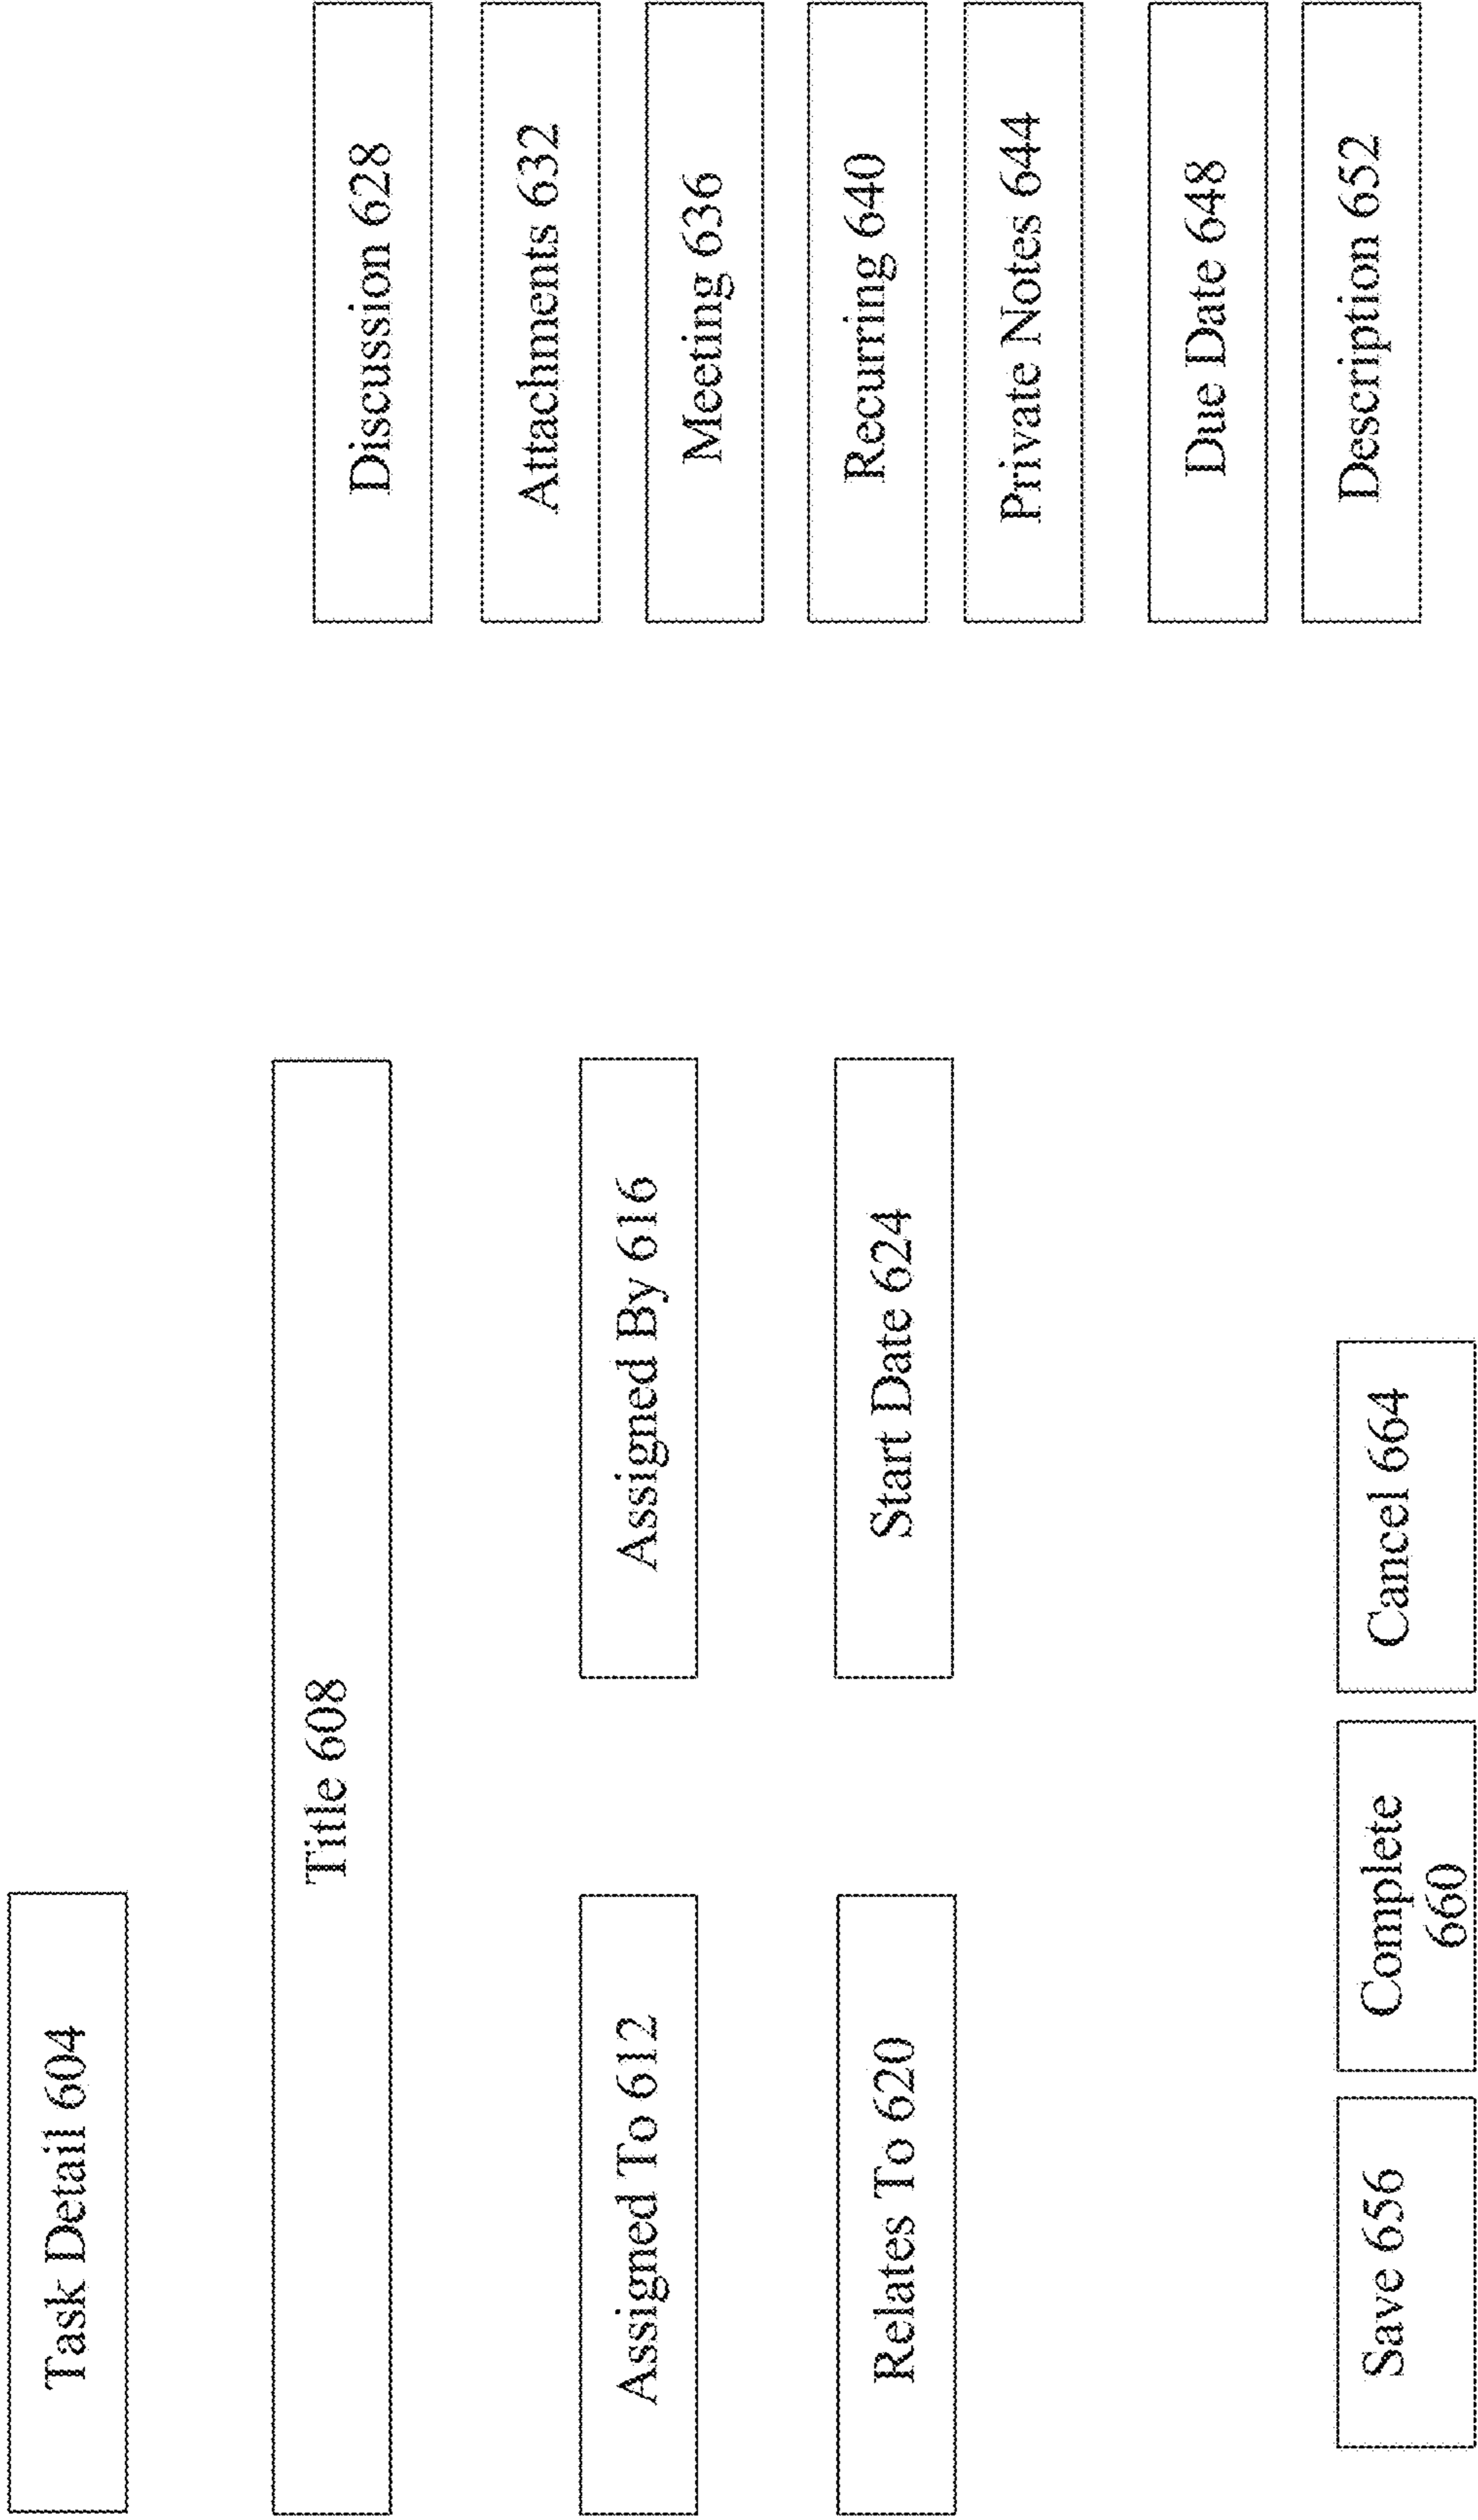 Task Detail 604
Title 608
Assigned To 612
Assigned By 616
Relates To 620
Start Date 624
Save 656
Complete
660
Cancel 664
Discussion 628
Attachments 632
Meeting 636
Recurring 640
Private Notes 644
Due Date 648
Description 652